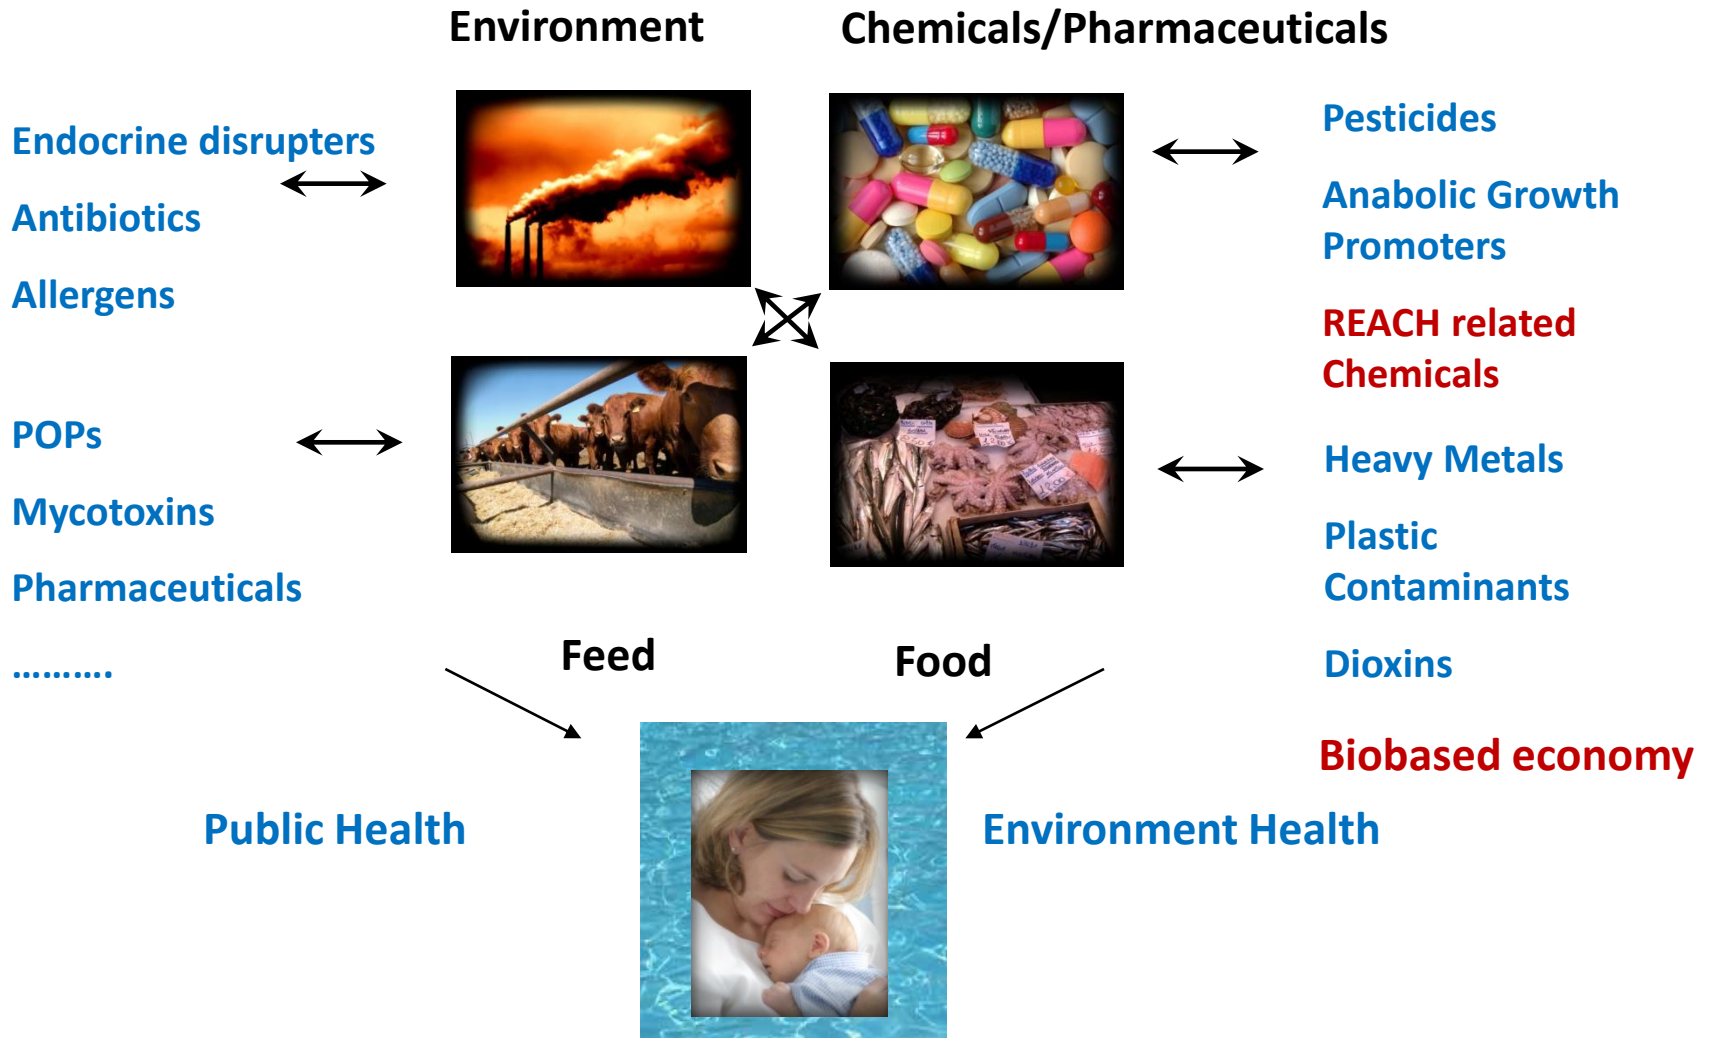 Environment
Chemicals/Pharmaceuticals
Endocrine disrupters
Antibiotics
Allergens
Pesticides
Anabolic Growth
Promoters
REACH related
Chemicals
POPs
Mycotoxins
Pharmaceuticals
……….
Heavy Metals
Plastic
Contaminants
Dioxins
Feed
Food
Biobased economy
Public Health
Environment Health